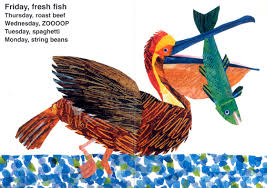 Friday, fresh fish
Thursday, roast beef
Wednesday, ZOOOOP
Tuesday, spaghetti
Monday, string beans